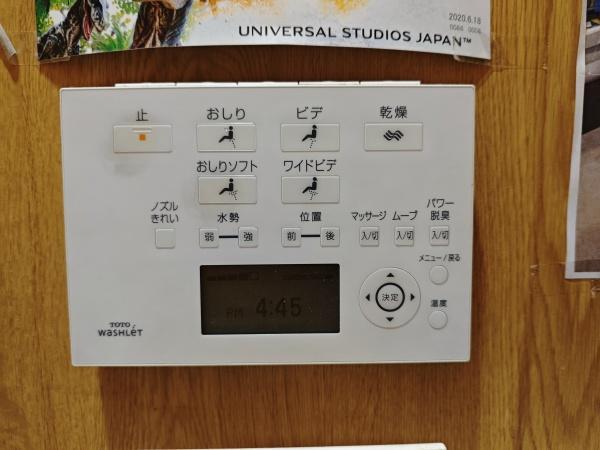 2020.6.18
UNIVERSAL STUDIOS JAPAN™
止 おしり ビデ 乾燥
おしりソフト ワイドビデ
ノズル
きれい
水勢
弱 強
位置
前 後
マッサージ ムーブ
入/切 入/切
パワー
脱臭
入/切
メニュー/戻る
決定
温度
PM 4:45
TOTO
WASHLET